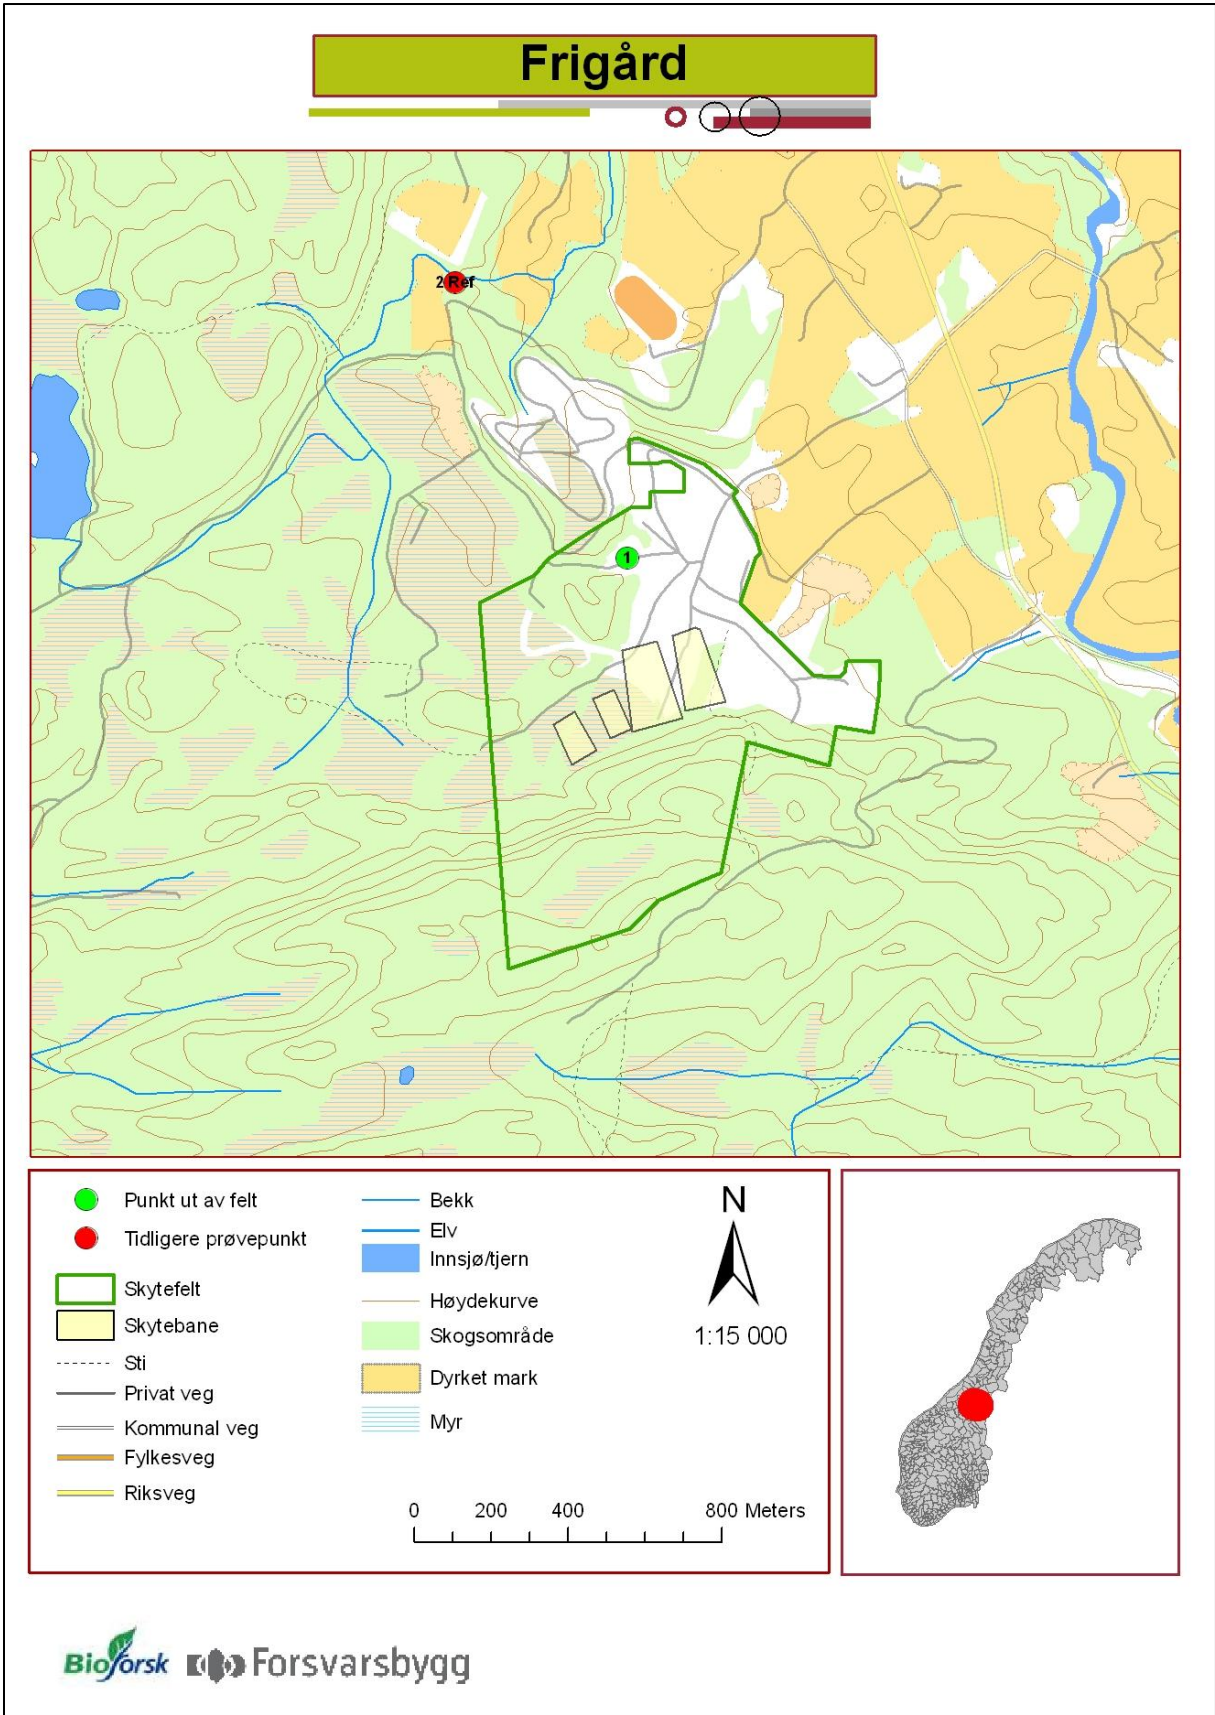 Frigård
2 Ref
1
Punkt ut av felt
Tidligere prøvepunkt
Skytefelt
Skytebane
Sti
Privat veg
Kommunal veg
Fylkesveg
Riksveg
Bekk
Elv
Innsjø/tjern
Høydekurve
Skogsområde
Dyrket mark
Myr
N
1:15 000
0 200 400 800 Meters
Bioforsk Forsvarsbygg